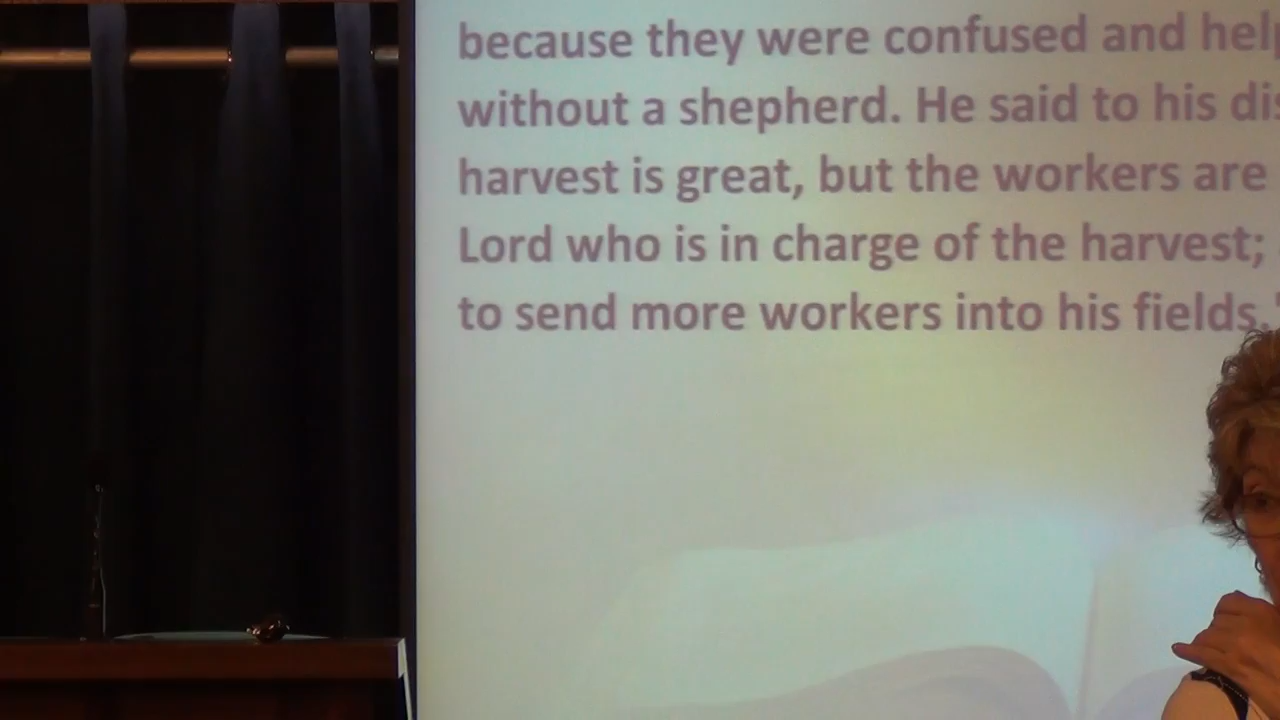 because they were confused and help
without a shepherd. He said to his dis
harvest is great, but the workers are
Lord who is in charge of the harvest;
to send more workers into his fields.